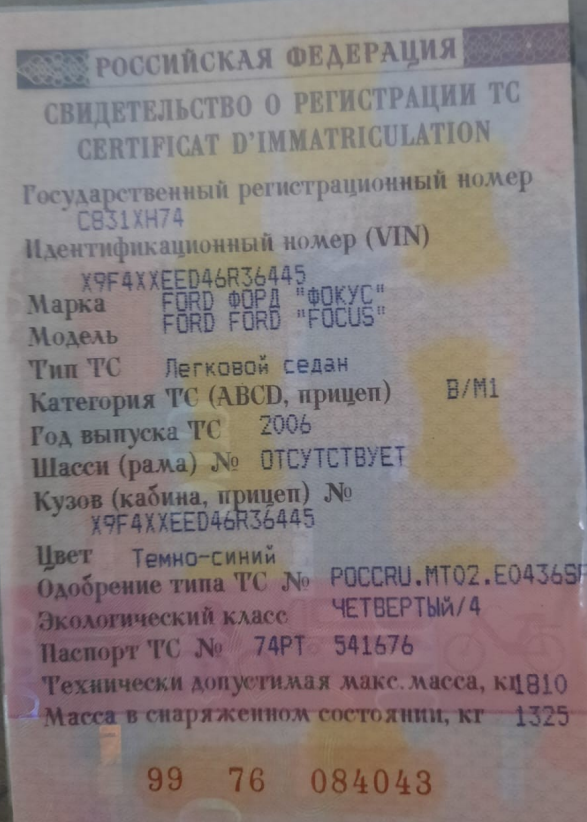 РОССИЙСКАЯ ФЕДЕРАЦИЯ
СВИДЕТЕЛЬСТВО О РЕГИСТРАЦИИ ТС
CERTIFICAT D'IMMATRICULATION
Государственный регистрационный номер
С831ХН74
Идентификационный номер (VIN)
X9F4XXEED46R36445
Марка FORD ФОРД "ФОКУС"
Модель FORD FORD "FOCUS"
Тип ТС Легковой седан
Категория ТС (ABCD, прицеп) B/M1
Год выпуска ТС 2006
Шасси (рама) № ОТСУТСТВУЕТ
Кузов (кабина, прицеп) №
X9F4XXEED46R36445
Цвет Темно-синий
Одобрение типа ТС № РОССRU.МТ02.Е04365
Экологический класс ЧЕТВЕРТЫЙ/4
Паспорт ТС № 74РТ 541676
Технически допустимая макс. масса, кг 1810
Масса в снаряженном состоянии, кг 1325
99 76 084043